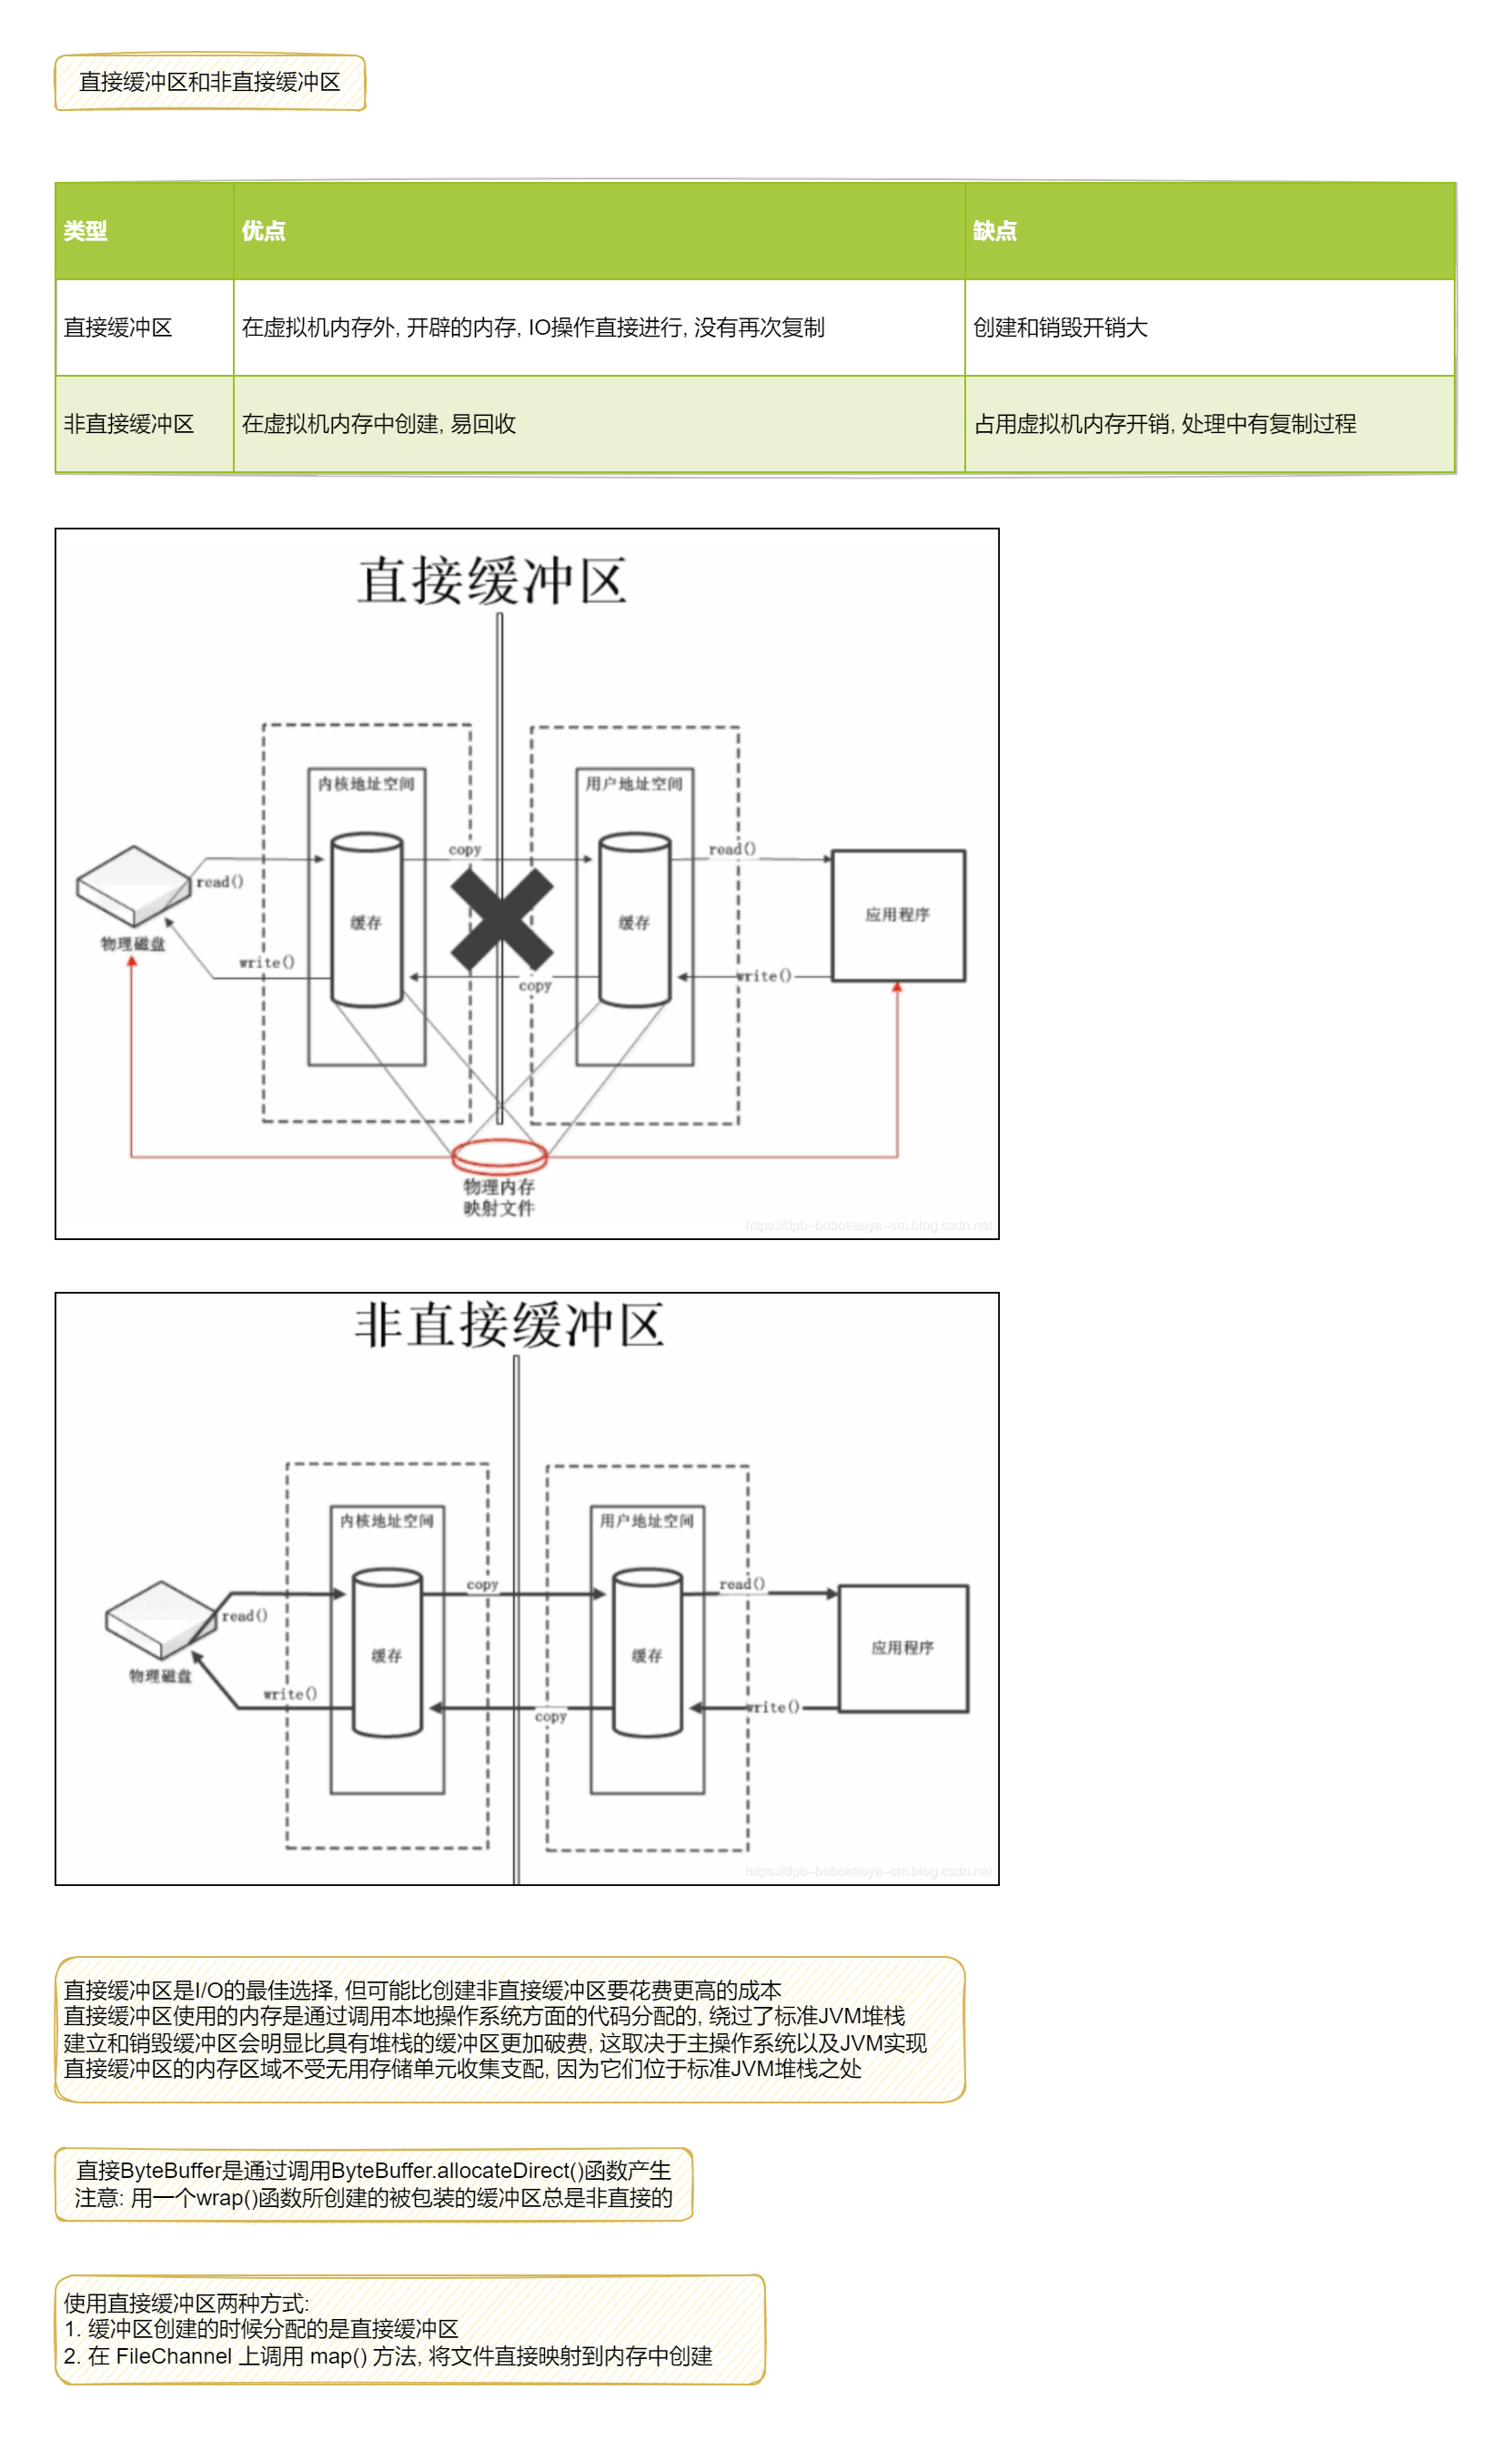 直接缓冲区和非直接缓冲区
类型 优点 缺点
直接缓冲区 在虚拟机内存外, 开辟的内存, IO操作直接进行, 没有再次复制 创建和销毁开销大
非直接缓冲区 在虚拟机内存中创建, 易回收 占用虚拟机内存开销, 处理中有复制过程
直接缓冲区
内核地址空间 用户地址空间
copy read()
read()
缓存 缓存 应用程序
物理磁盘
write() copy write()
物理内存
映射文件
https://dpb-bobokaoya-sm.blog.csdn.net
非直接缓冲区
内核地址空间 用户地址空间
copy read()
read()
缓存 缓存 应用程序
物理磁盘
write() copy write()
https://dpb-bobokaoya-sm.blog.csdn.net
直接缓冲区是I/O的最佳选择, 但可能比创建非直接缓冲区要花费更高的成本
直接缓冲区使用的内存是通过调用本地操作系统方面的代码分配的, 绕过了标准JVM堆栈
建立和销毁缓冲区会明显比具有堆栈的缓冲区更加破费, 这取决于主操作系统以及JVM实现
直接缓冲区的内存区域不受无用存储单元收集支配, 因为它们位于标准JVM堆栈之处
直接ByteBuffer是通过调用ByteBuffer.allocateDirect()函数产生
注意: 用一个wrap()函数所创建的被包装的缓冲区总是非直接的
使用直接缓冲区两种方式:
1. 缓冲区创建的时候分配的是直接缓冲区
2. 在 FileChannel 上调用 map() 方法, 将文件直接映射到内存中创建